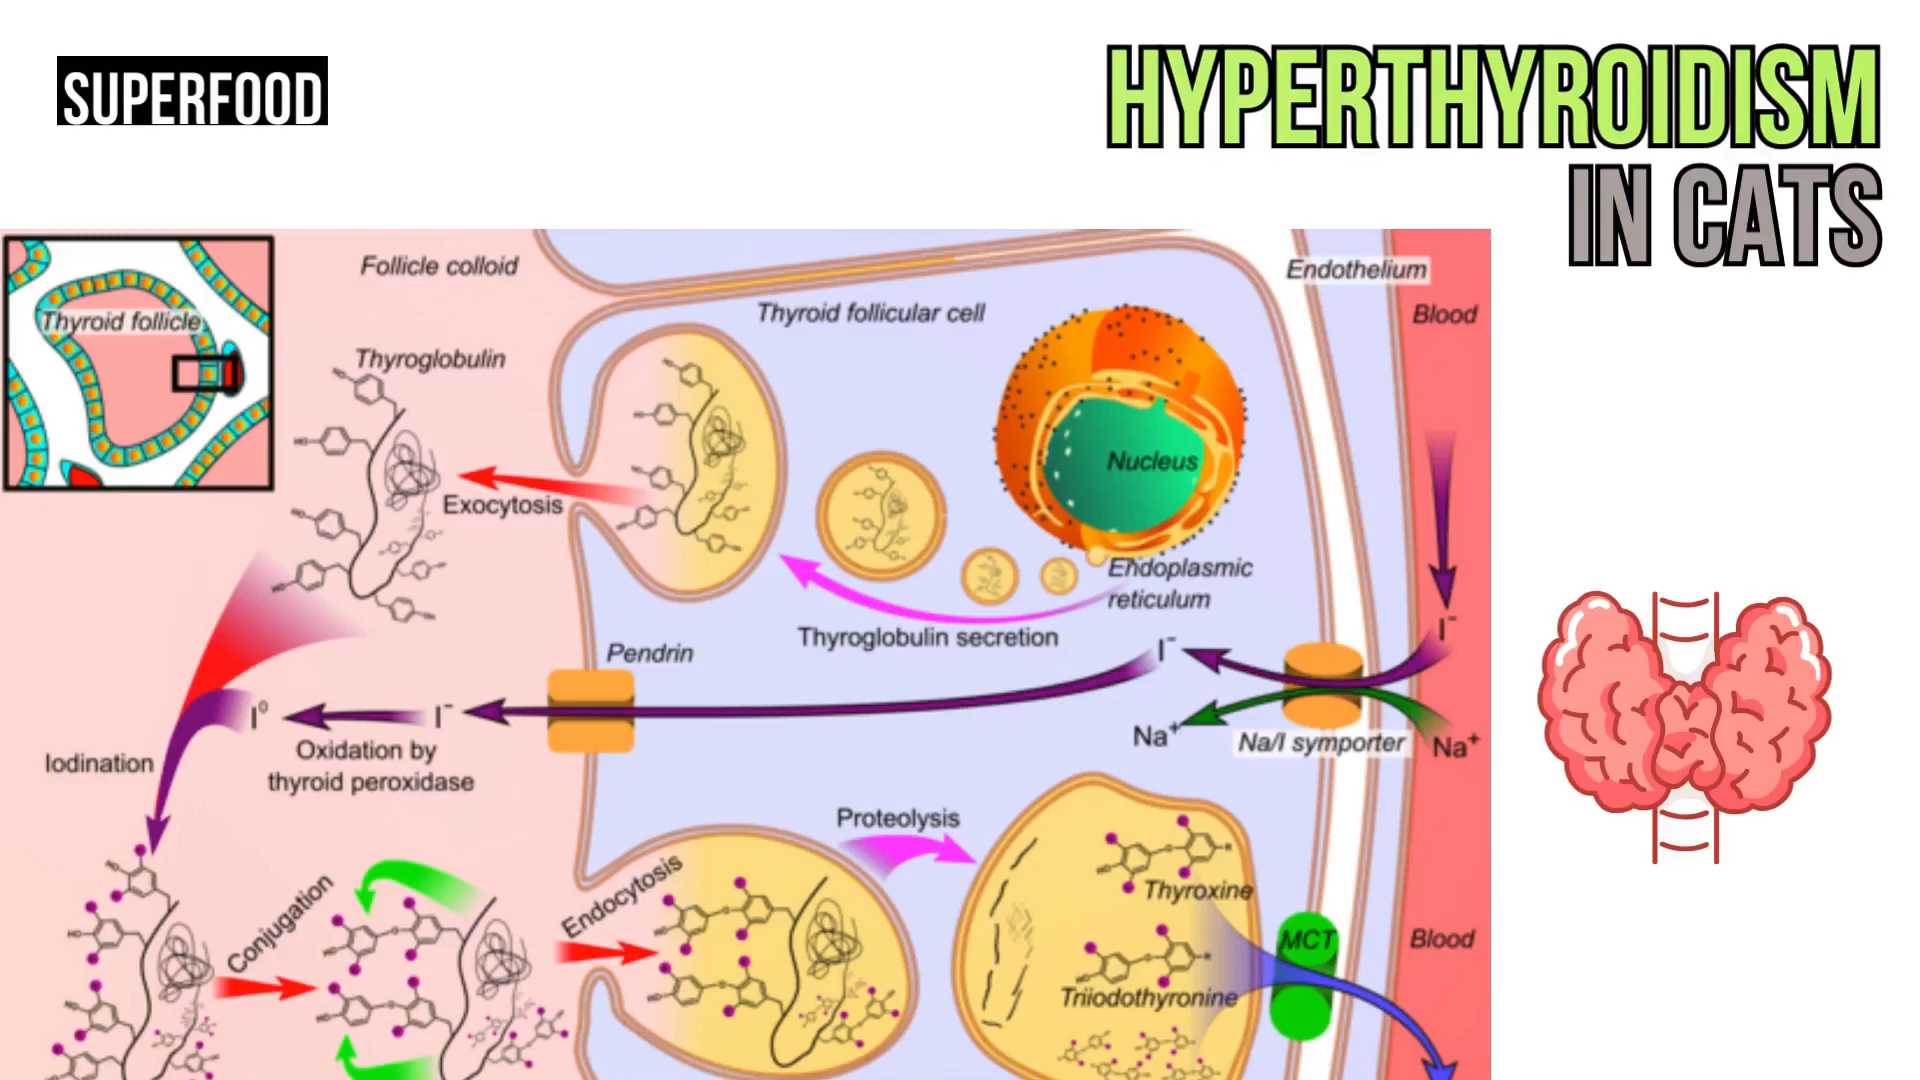 SUPERFOOD
HYPERTHYROIDISM
IN CATS
Follicle colloid
Endothelium
Thyroid follicular cell
Blood
Thyroid follicle
Thyroglobulin
Nucleus
Exocytosis
Endoplasmic
reticulum
Thyroglobulin secretion
I⁻
I⁻
Pendrin
I⁰
I⁻
Na⁺
Na/I symporter
Na⁺
Iodination
Oxidation by
thyroid peroxidase
Proteolysis
Conjugation
Endocytosis
Thyroxine
MCT
Blood
Triiodothyronine